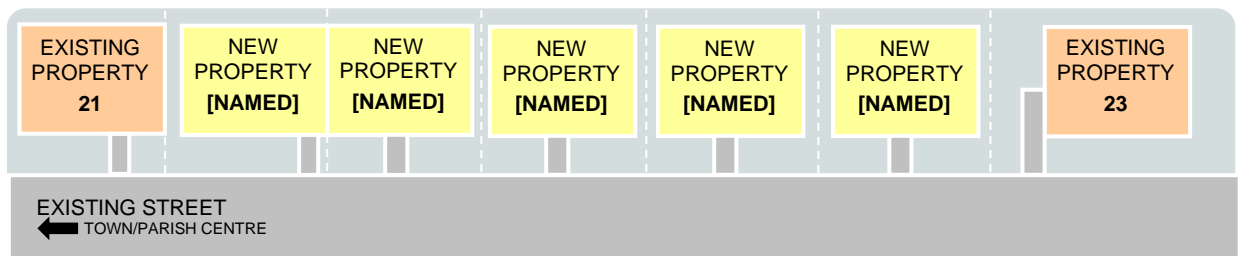 EXISTING
PROPERTY
21
NEW
PROPERTY
[NAMED]
NEW
PROPERTY
[NAMED]
NEW
PROPERTY
[NAMED]
NEW
PROPERTY
[NAMED]
NEW
PROPERTY
[NAMED]
EXISTING
PROPERTY
23
EXISTING STREET
TOWN/PARISH CENTRE